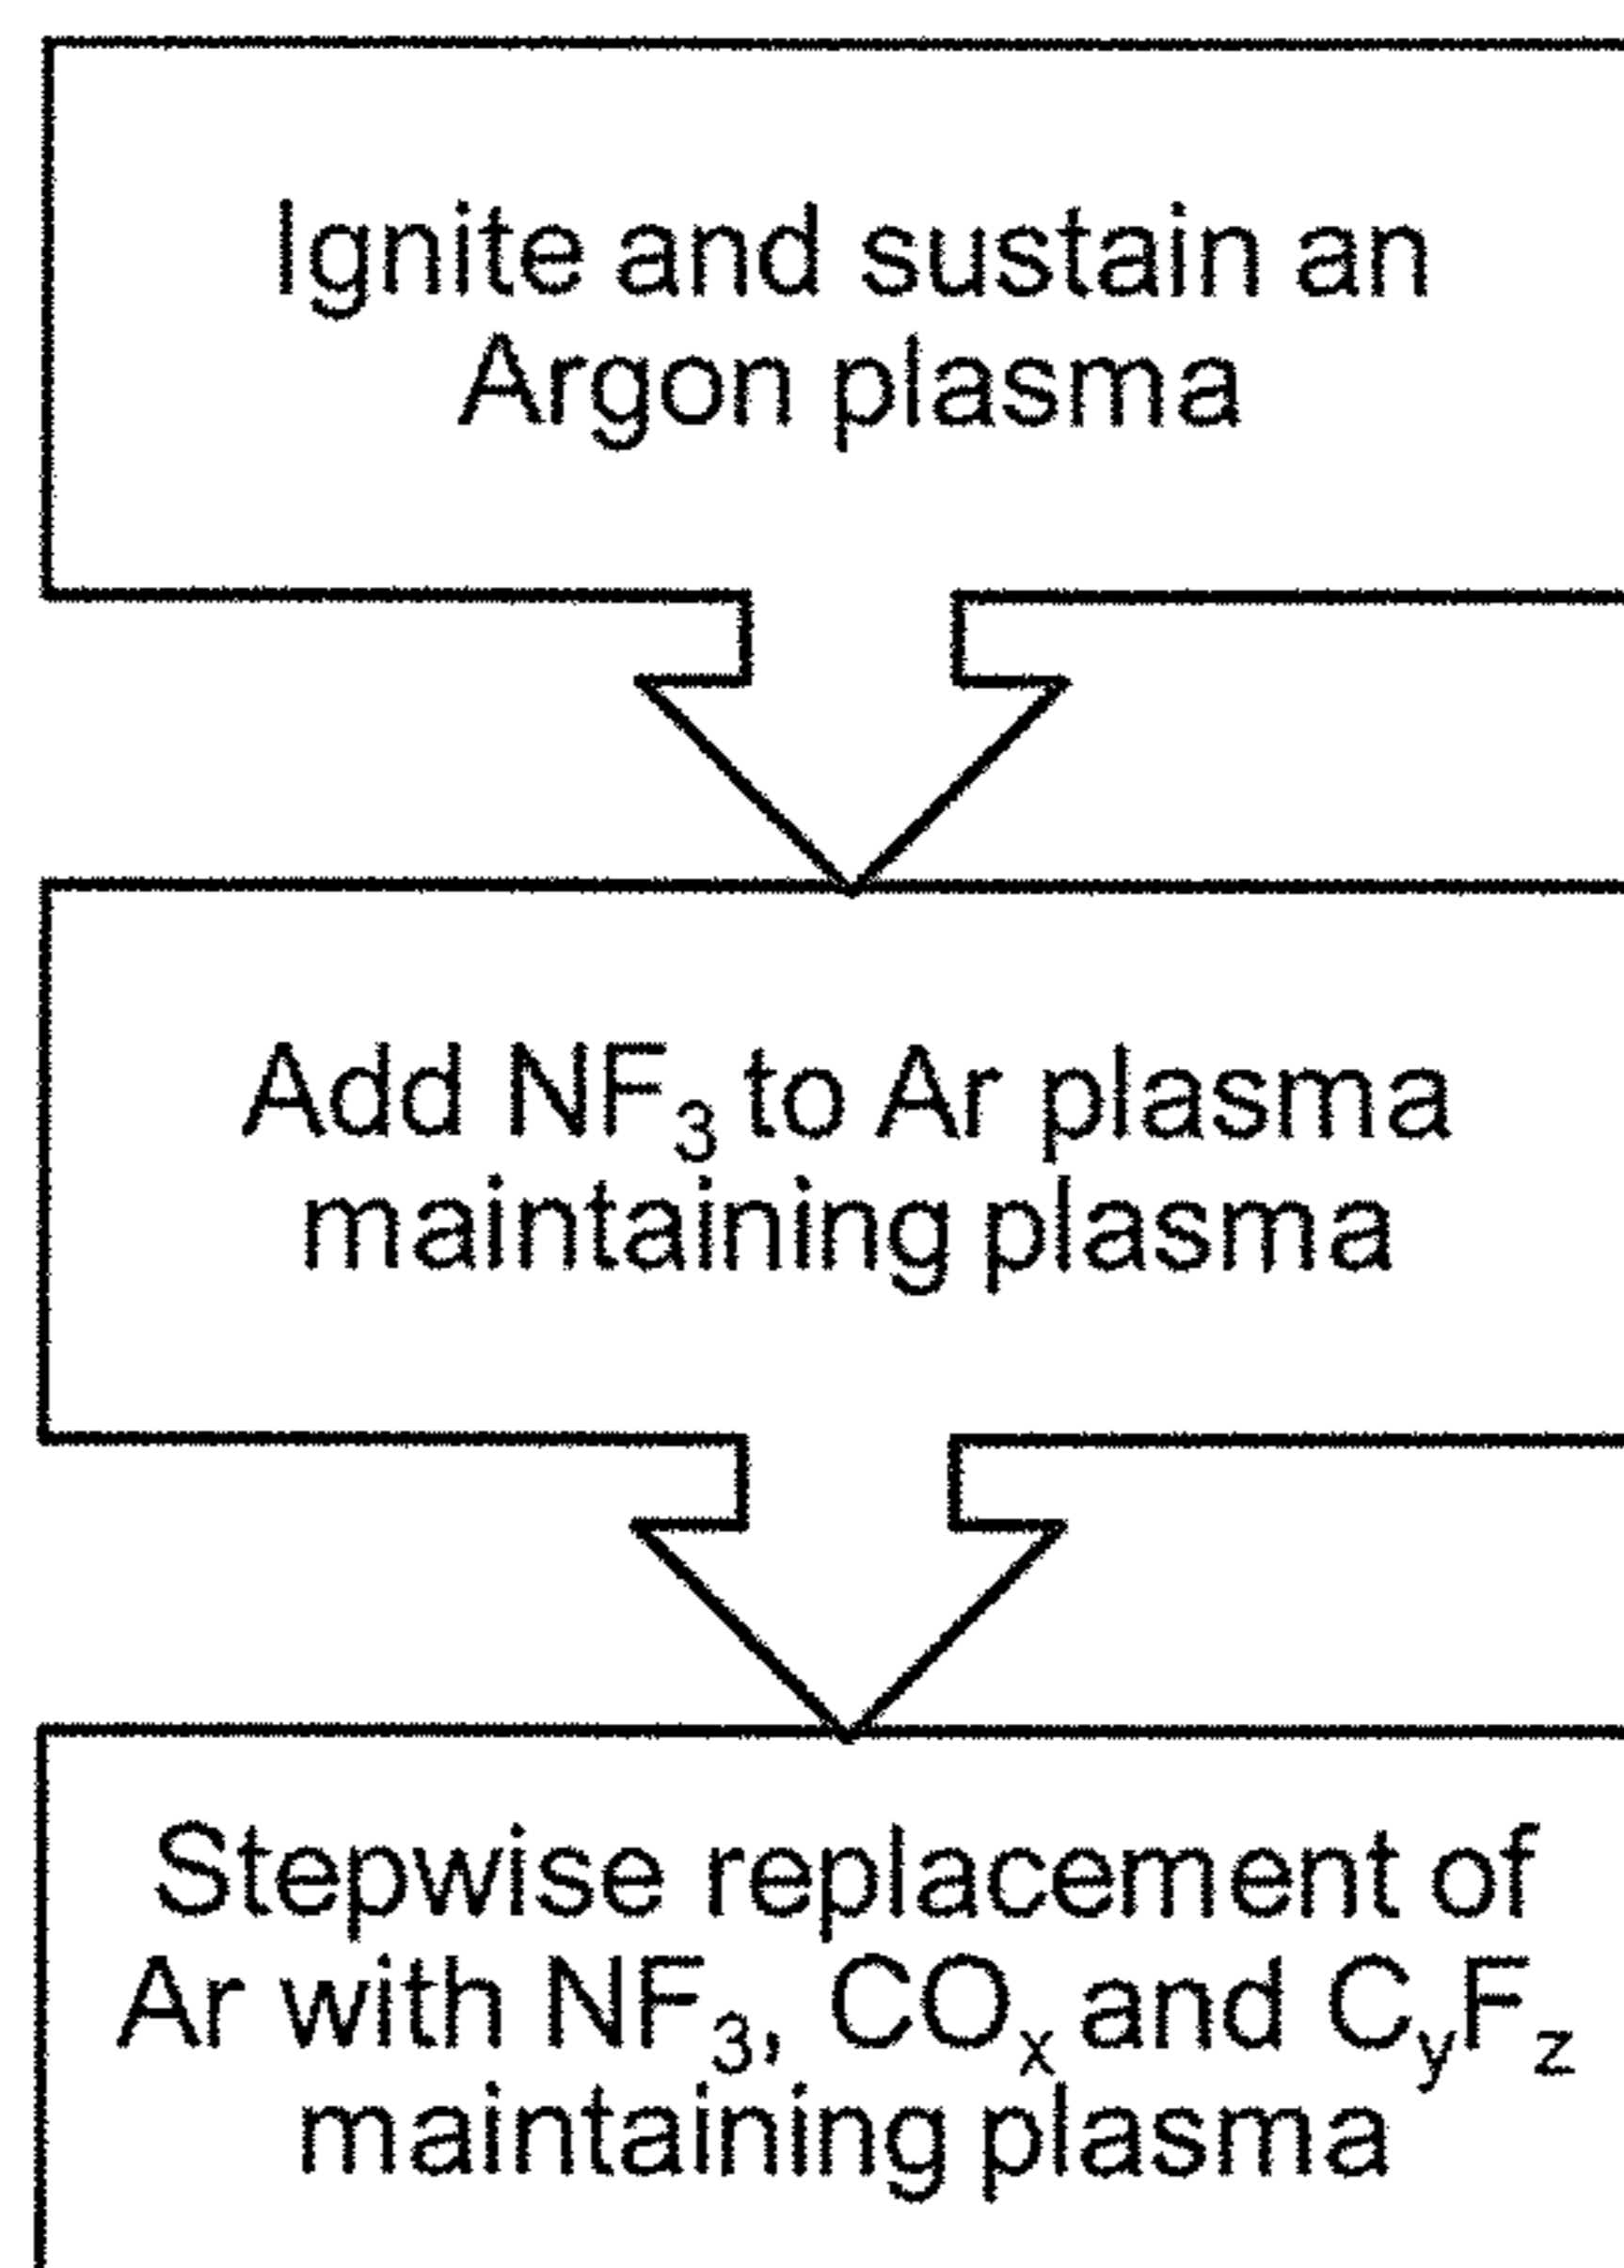 Ignite and sustain an
Argon plasma
Add NF₃ to Ar plasma
maintaining plasma
Stepwise replacement of
Ar with NF₃, COₓ and C_yF_z
maintaining plasma